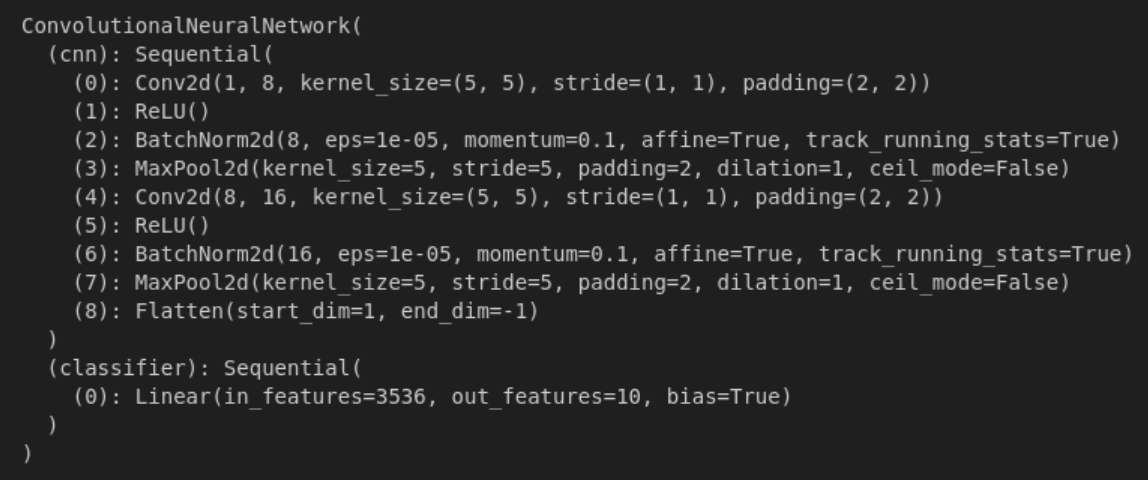 ConvolutionalNeuralNetwork(
  (cnn): Sequential(
    (0): Conv2d(1, 8, kernel_size=(5, 5), stride=(1, 1), padding=(2, 2))
    (1): ReLU()
    (2): BatchNorm2d(8, eps=1e-05, momentum=0.1, affine=True, track_running_stats=True)
    (3): MaxPool2d(kernel_size=5, stride=5, padding=2, dilation=1, ceil_mode=False)
    (4): Conv2d(8, 16, kernel_size=(5, 5), stride=(1, 1), padding=(2, 2))
    (5): ReLU()
    (6): BatchNorm2d(16, eps=1e-05, momentum=0.1, affine=True, track_running_stats=True)
    (7): MaxPool2d(kernel_size=5, stride=5, padding=2, dilation=1, ceil_mode=False)
    (8): Flatten(start_dim=1, end_dim=-1)
  )
  (classifier): Sequential(
    (0): Linear(in_features=3536, out_features=10, bias=True)
  )
)